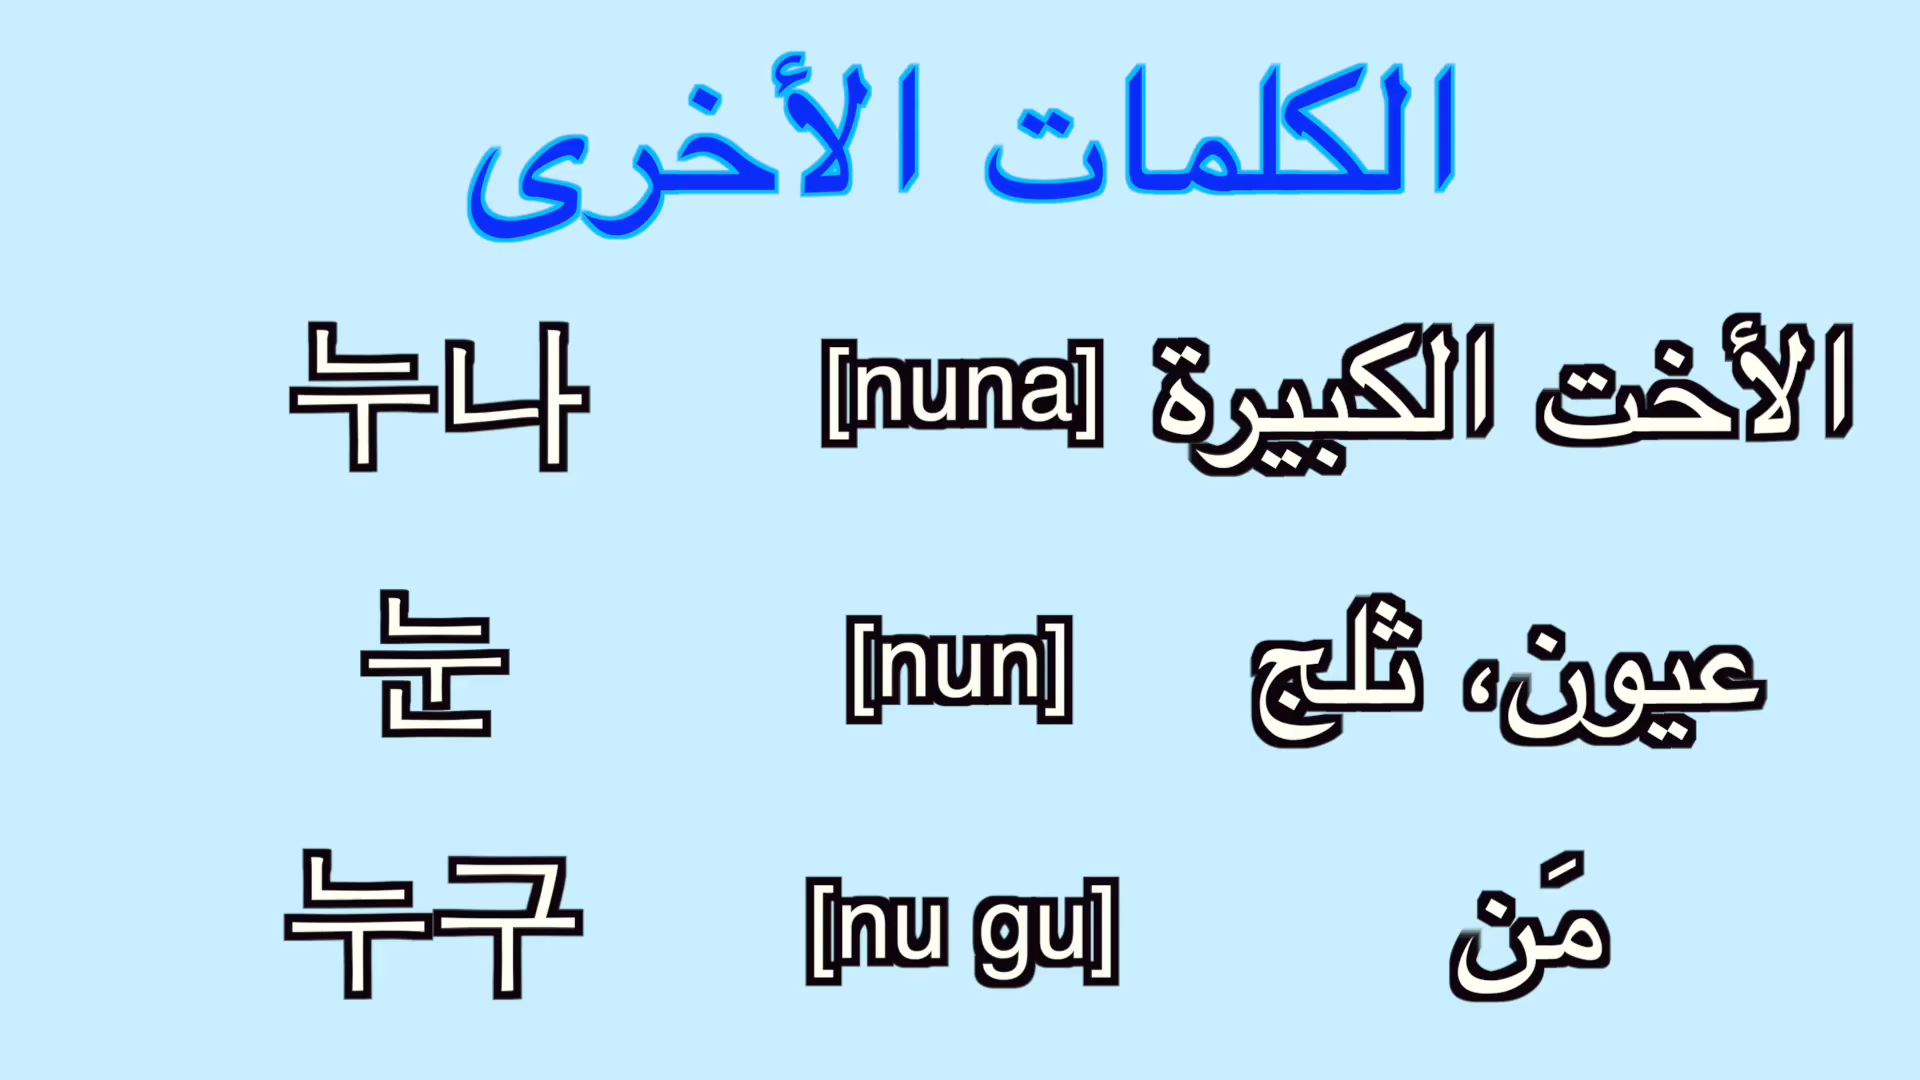 الكلمات الأخرى
누나 [nuna] الأخت الكبيرة
눈 [nun] عيون، ثلج
누구 [nu gu] مَن